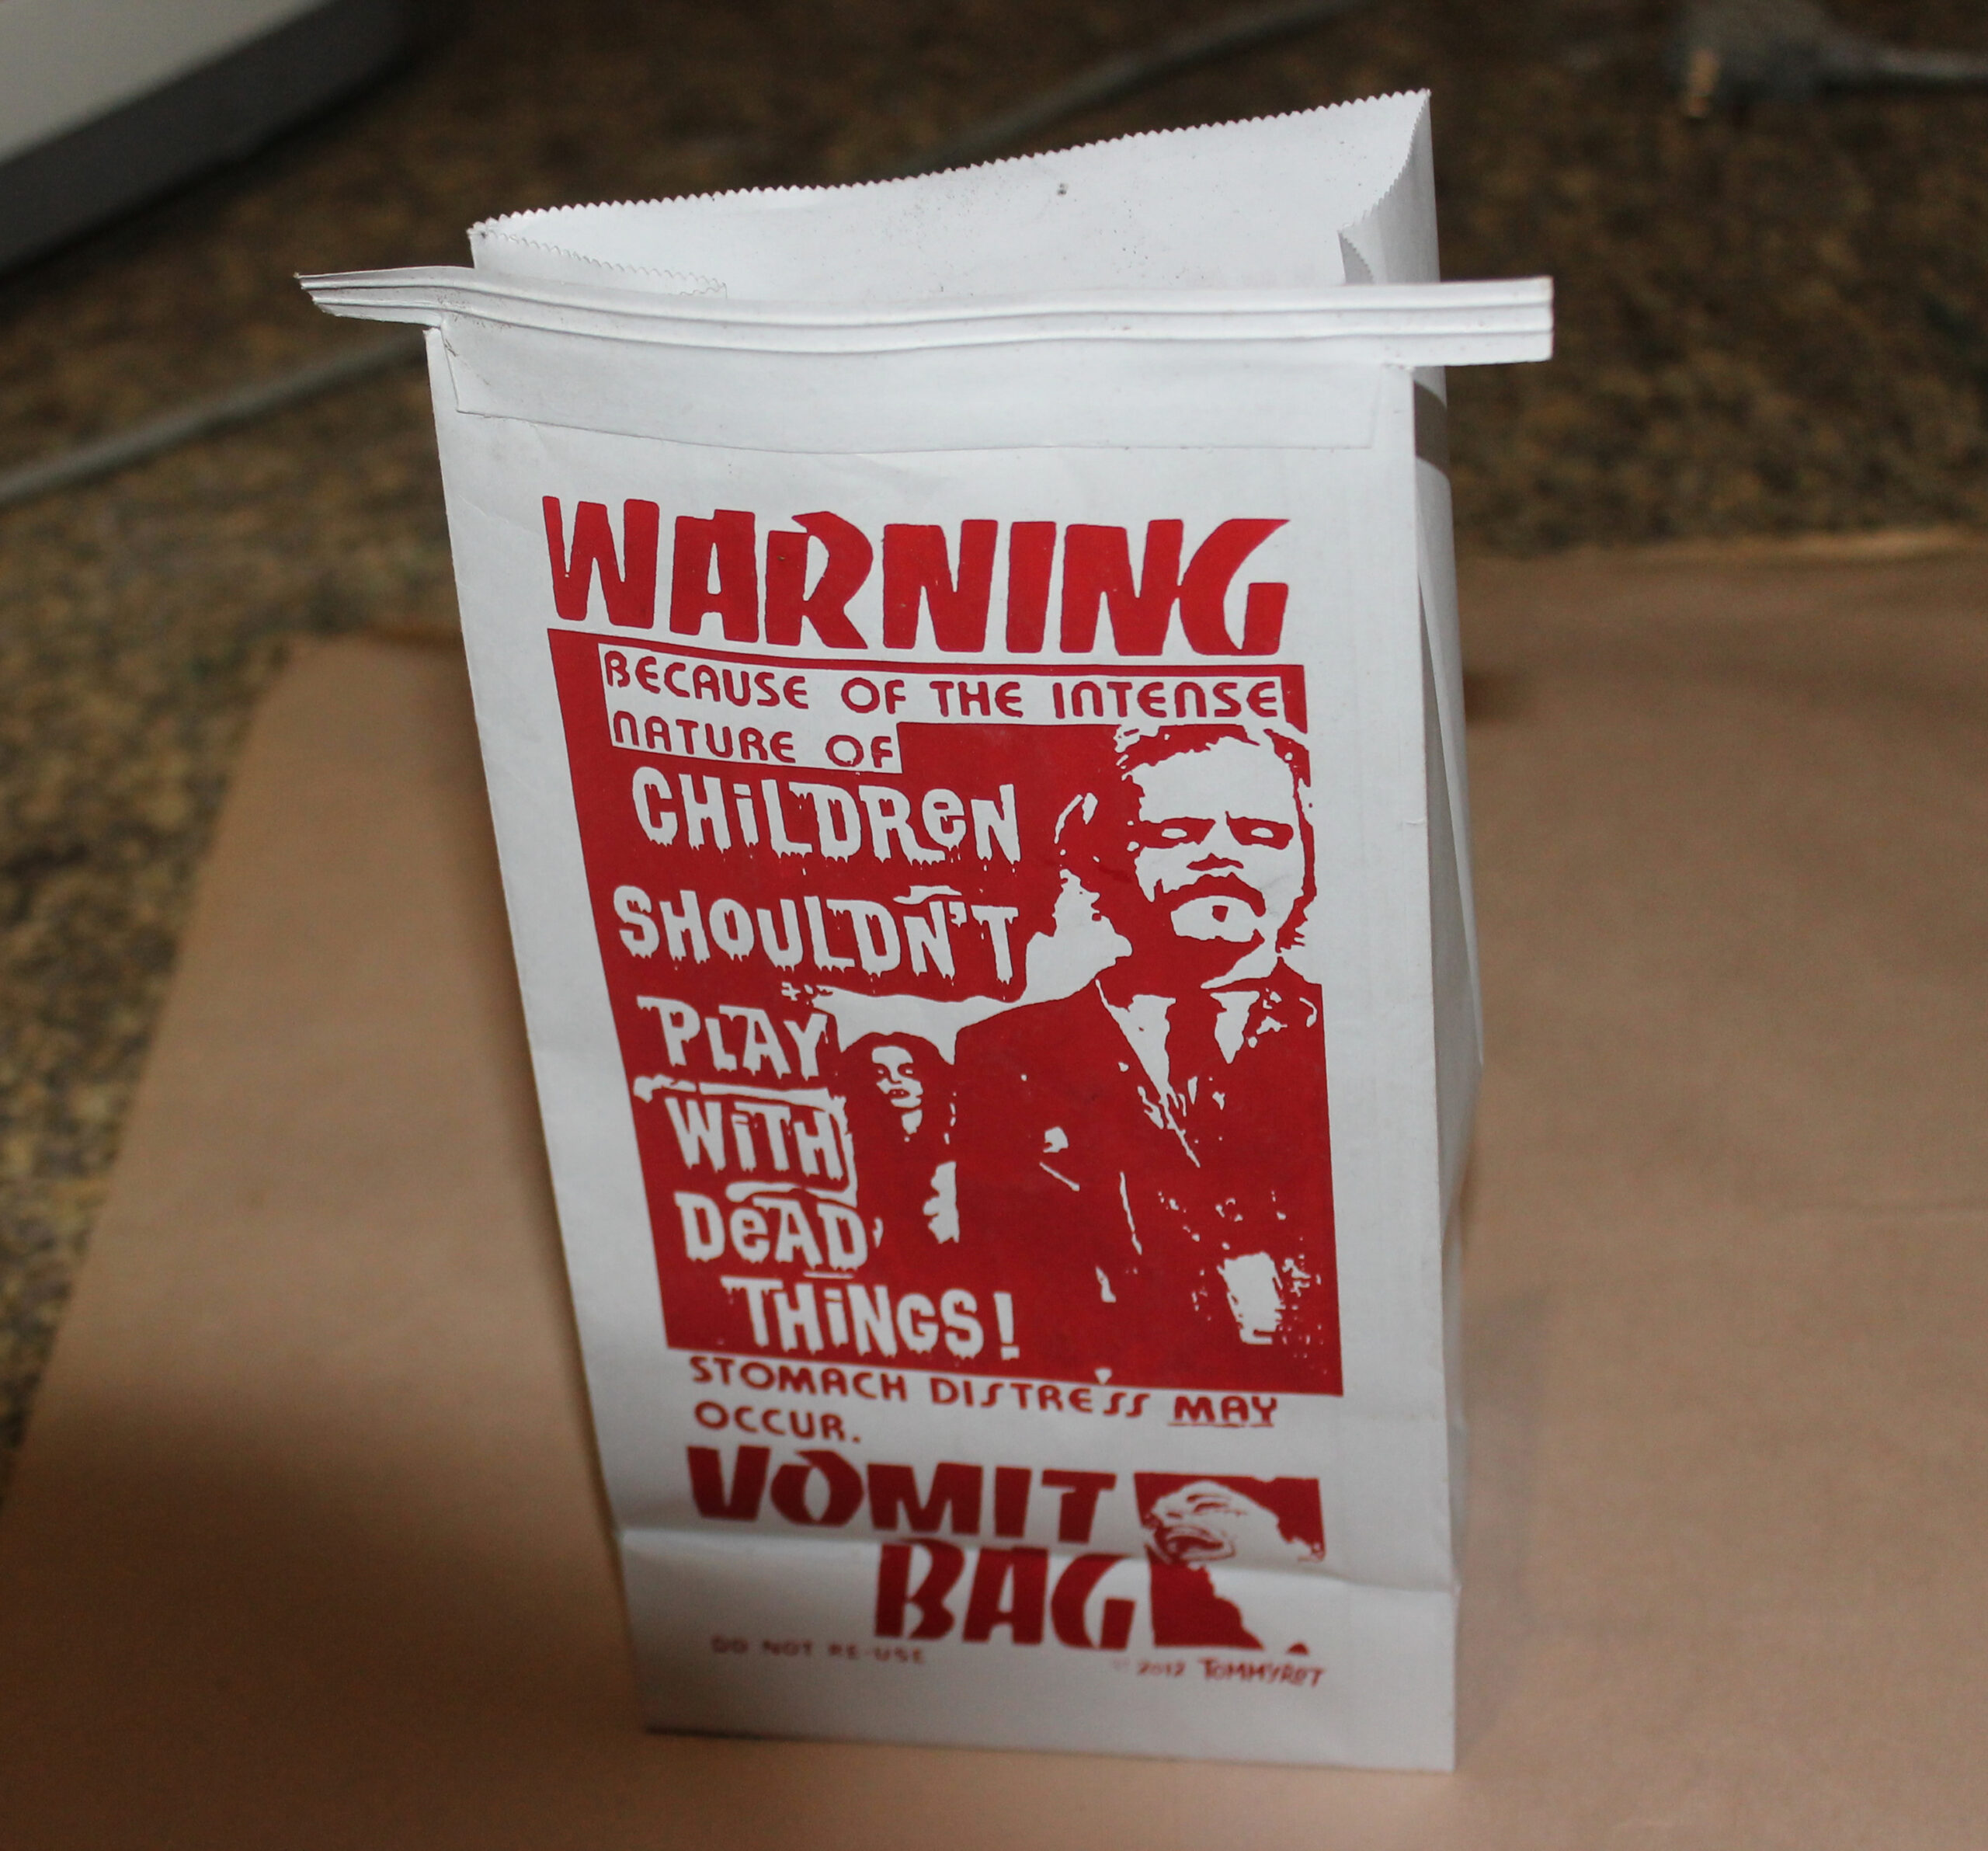 WARNING
BECAUSE OF THE INTENSE
NATURE OF
CHiLDReN
SHOULDN'T
PLAY
WiTH
DeAD
THiNGS!
STOMACH DISTRESS MAY
OCCUR.
VOMIT
BAG
DO NOT RE-USE
© 2012 TOMMYROT